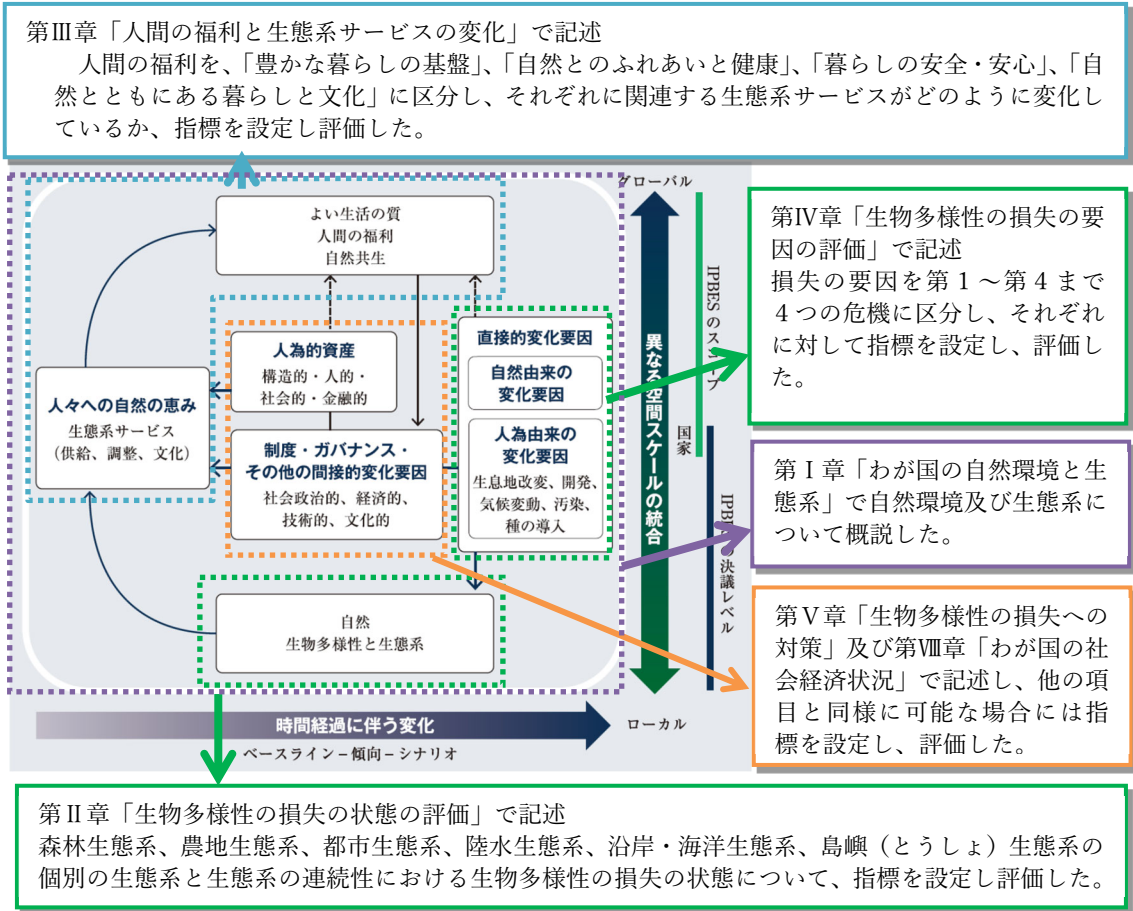 第Ⅲ章「人間の福利と生態系サービスの変化」で記述
人間の福利を、「豊かな暮らしの基盤」、「自然とのふれあいと健康」、「暮らしの安全・安心」、「自
然とともにある暮らしと文化」に区分し、それぞれに関連する生態系サービスがどのように変化し
ているか、指標を設定し評価した。
グローバル
よい生活の質
人間の福利
自然共生
人為的資産
構造的・人的・
社会的・金融的
人々への自然の恵み
生態系サービス
（供給、調整、文化）
制度・ガバナンス・
その他の間接的変化要因
社会政治的、経済的、
技術的、文化的
直接的変化要因
自然由来の
変化要因
人為由来の
変化要因
生息地改変、開発、
気候変動、汚染、
種の導入
自然
生物多様性と生態系
異なる空間スケールの統合
IPBESのスコープ
国家
IPBESの決議レベル
ローカル
時間経過に伴う変化
ベースライン－傾向－シナリオ
第Ⅳ章「生物多様性の損失の要
因の評価」で記述
損失の要因を第１～第４まで
４つの危機に区分し、それぞれ
に対して指標を設定し、評価し
た。
第Ⅰ章「わが国の自然環境と生
態系」で自然環境及び生態系に
ついて概説した。
第Ⅴ章「生物多様性の損失への
対策」及び第Ⅷ章「わが国の社
会経済状況」で記述し、他の項
目と同様に可能な場合には指
標を設定し、評価した。
第Ⅱ章「生物多様性の損失の状態の評価」で記述
森林生態系、農地生態系、都市生態系、陸水生態系、沿岸・海洋生態系、島嶼（とうしょ）生態系の
個別の生態系と生態系の連続性における生物多様性の損失の状態について、指標を設定し評価した。